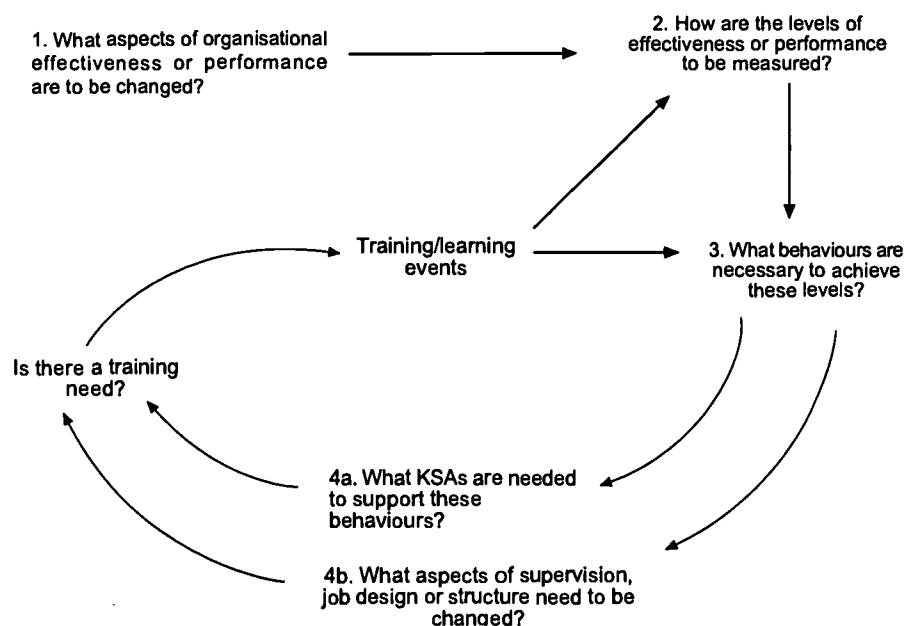 1. What aspects of organisational
effectiveness or performance
are to be changed?
2. How are the levels of
effectiveness or performance
to be measured?
Training/learning
events
3. What behaviours are
necessary to achieve
these levels?
Is there a training
need?
4a. What KSAs are needed
to support these
behaviours?
4b. What aspects of supervision,
job design or structure need to be
changed?